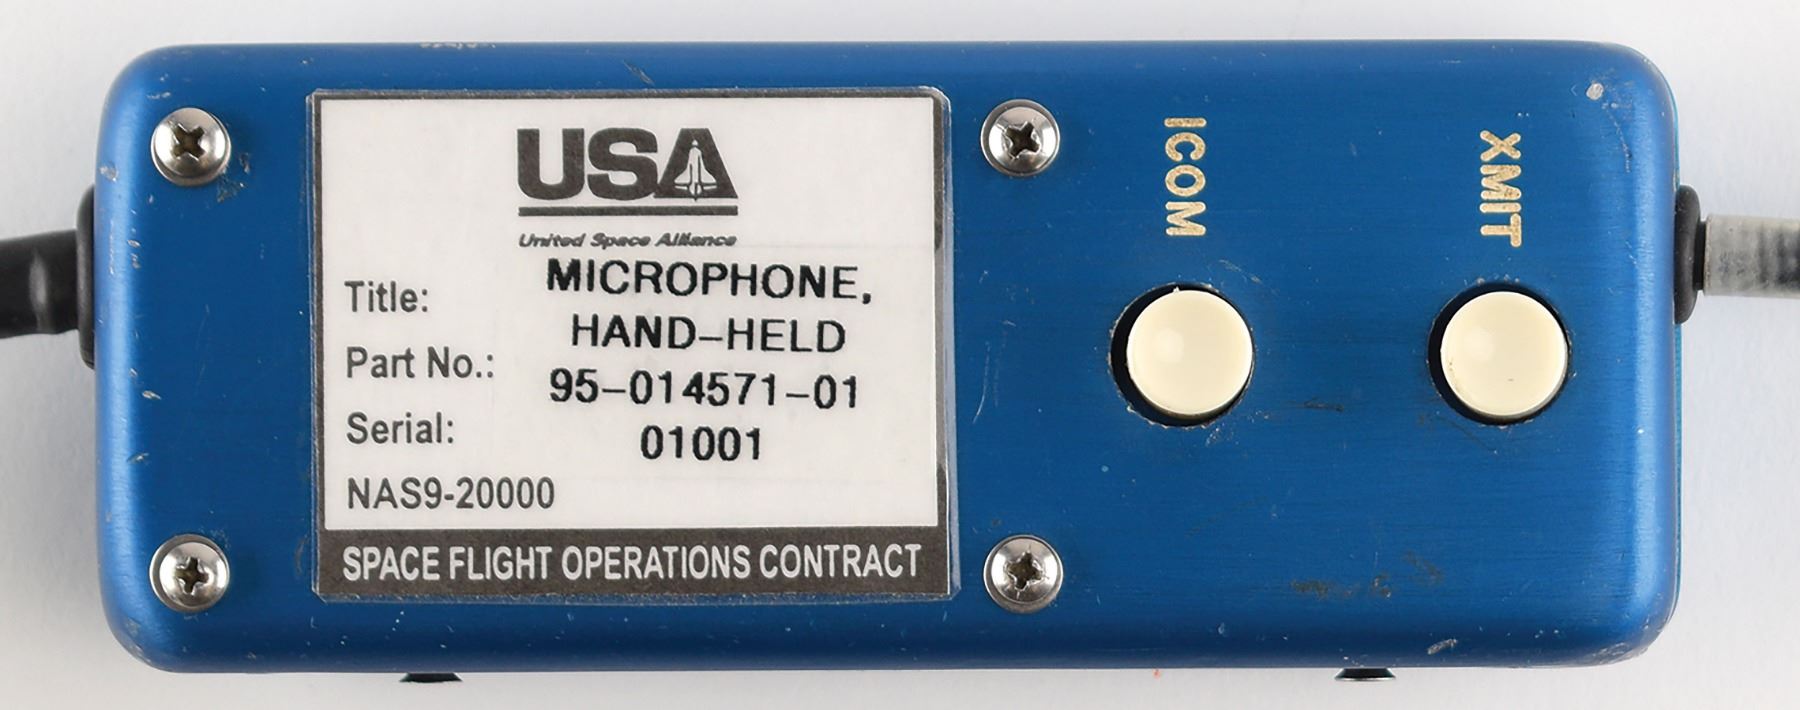 USA
United Space Alliance
Title: MICROPHONE,
HAND-HELD
Part No.: 95-014571-01
Serial: 01001
NAS9-20000
SPACE FLIGHT OPERATIONS CONTRACT
ICOM
XMIT